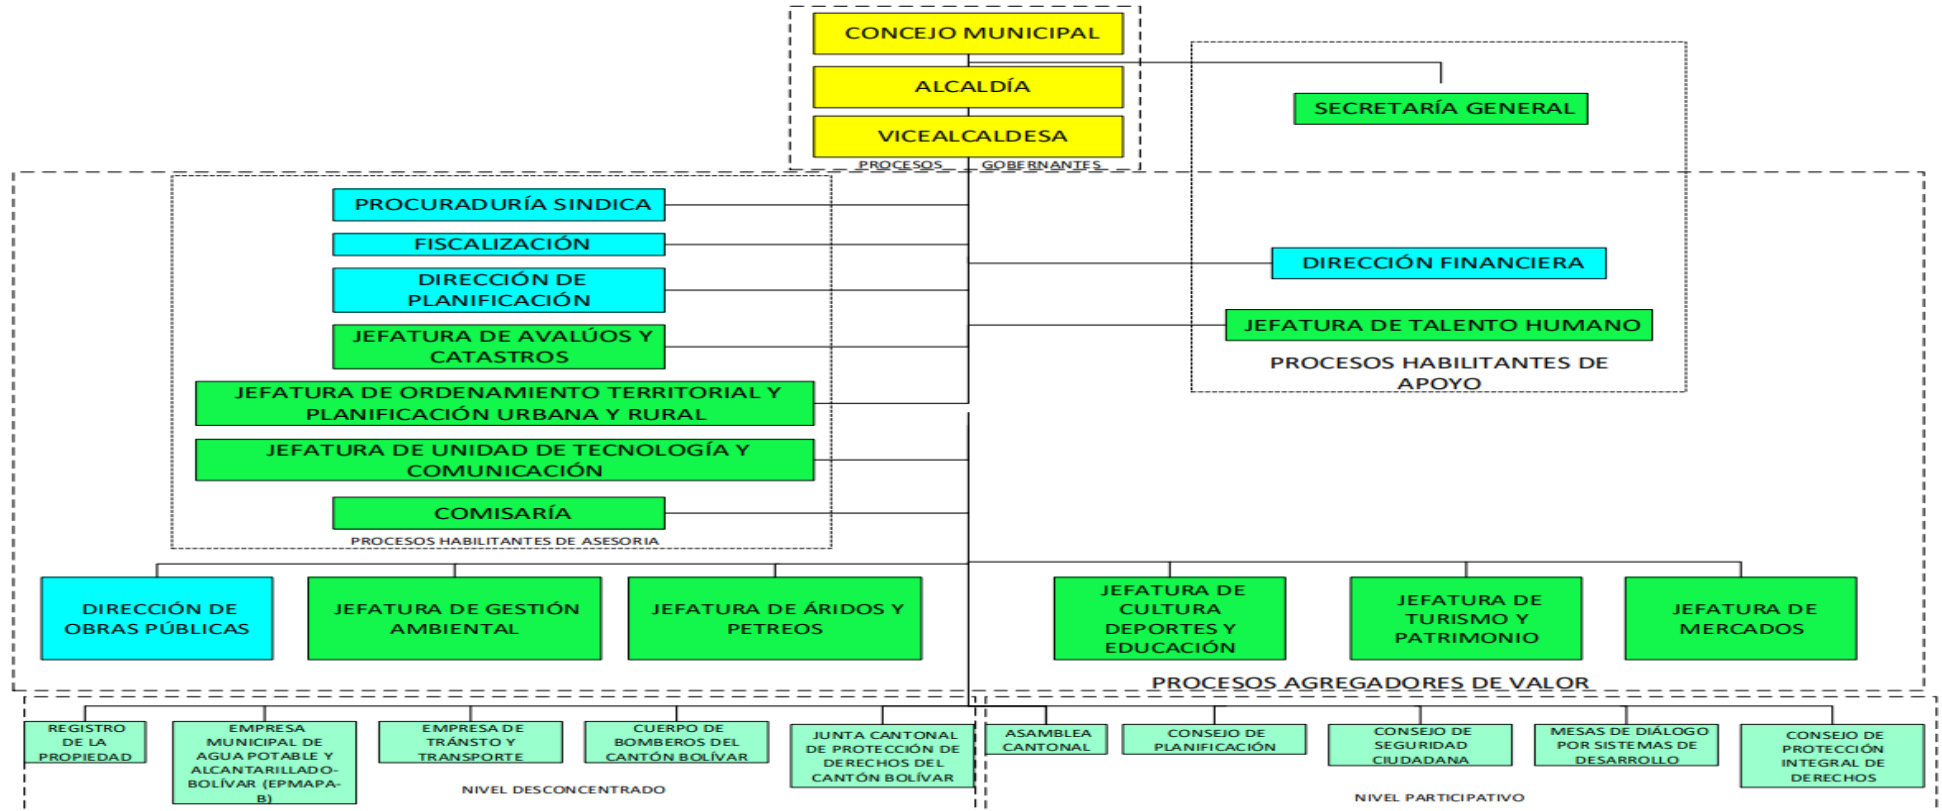 CONCEJO MUNICIPAL
ALCALDÍA
VICEALCALDESA
PROCESOS GOBERNANTES
SECRETARÍA GENERAL
PROCURADURÍA SINDICA
FISCALIZACIÓN
DIRECCIÓN DE
PLANIFICACIÓN
JEFATURA DE AVALÚOS Y
CATASTROS
JEFATURA DE ORDENAMIENTO TERRITORIAL Y
PLANIFICACIÓN URBANA Y RURAL
JEFATURA DE UNIDAD DE TECNOLOGÍA Y
COMUNICACIÓN
COMISARÍA
PROCESOS HABILITANTES DE ASESORIA
DIRECCIÓN FINANCIERA
JEFATURA DE TALENTO HUMANO
PROCESOS HABILITANTES DE
APOYO
DIRECCIÓN DE
OBRAS PÚBLICAS
JEFATURA DE GESTIÓN
AMBIENTAL
JEFATURA DE ÁRIDOS Y
PETREOS
JEFATURA DE
CULTURA
DEPORTES Y
EDUCACIÓN
JEFATURA DE
TURISMO Y
PATRIMONIO
JEFATURA DE
MERCADOS
PROCESOS AGREGADORES DE VALOR
REGISTRO
DE LA
PROPIEDAD
EMPRESA
MUNICIPAL DE
AGUA POTABLE Y
ALCANTARILLADO-
BOLÍVAR (EPMAPA-
B)
EMPRESA DE
TRÁNSTO Y
TRANSPORTE
CUERPO DE
BOMBEROS DEL
CANTÓN BOLÍVAR
JUNTA CANTONAL
DE PROTECCIÓN DE
DERECHOS DEL
CANTÓN BOLÍVAR
NIVEL DESCONCENTRADO
ASAMBLEA
CANTONAL
CONSEJO DE
PLANIFICACIÓN
CONSEJO DE
SEGURIDAD
CIUDADANA
MESAS DE DIÁLOGO
POR SISTEMAS DE
DESARROLLO
CONSEJO DE
PROTECCIÓN
INTEGRAL DE
DERECHOS
NIVEL PARTICIPATIVO